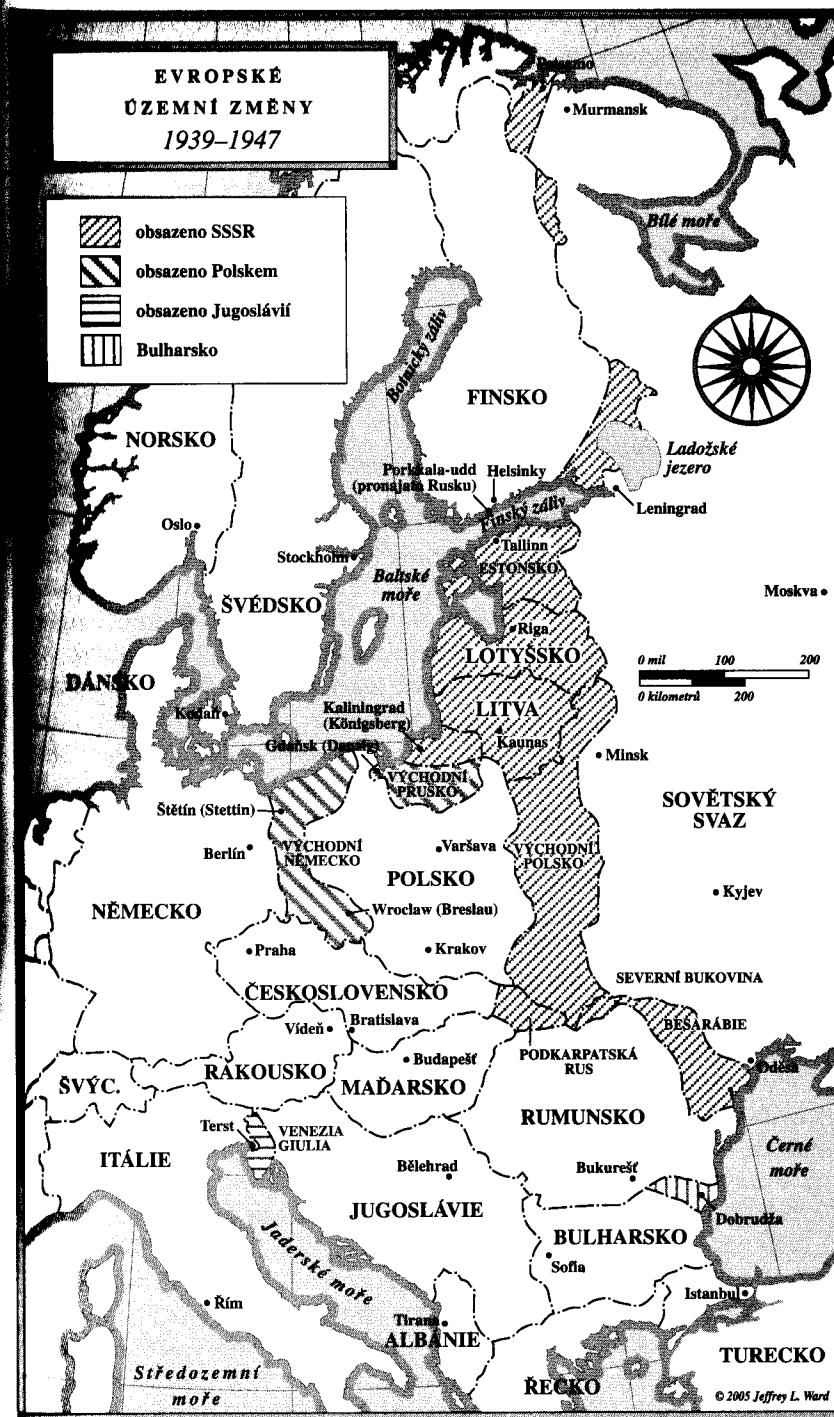 EVROPSKÉ
ÚZEMNÍ ZMĚNY
1939–1947
obsazeno SSSR
obsazeno Polskem
obsazeno Jugoslávií
Bulharsko
Petsamo
Murmansk
Bílé moře
Botnický záliv
FINSKO
NORSKO
Ladožské
jezero
Porkkala-udd
(pronajata Rusku)
Helsinky
Finský záliv
Leningrad
Oslo
Stockholm
Tallinn
ESTONSKO
Baltské
moře
Moskva
ŠVÉDSKO
Riga
LOTYŠSKO
0 mil 100 200
0 kilometrů 200
DÁNSKO
Kodaň
Kaliningrad
(Königsberg)
LITVA
Kaunas
Gdaňsk (Danzig)
Minsk
VÝCHODNÍ
PRUSKO
Štětín (Stettin)
SOVĚTSKÝ
SVAZ
Berlín
VÝCHODNÍ
NĚMECKO
Varšava
VÝCHODNÍ
POLSKO
POLSKO
Kyjev
NĚMECKO
Wrocław (Breslau)
Praha
Krakov
SEVERNÍ BUKOVINA
ČESKOSLOVENSKO
BESARÁBIE
Vídeň
Bratislava
Budapešť
PODKARPATSKÁ
RUS
Oděsa
ŠVÝC.
RAKOUSKO
MAĎARSKO
RUMUNSKO
Terst
VENEZIA
GIULIA
ITÁLIE
Černé
moře
Bělehrad
Bukurešť
JUGOSLÁVIE
Dobrudža
BULHARSKO
Sofia
Jaderské moře
Istanbul
Řím
Tirana
ALBÁNIE
TURECKO
Středozemní
moře
ŘECKO
© 2005 Jeffrey L. Ward